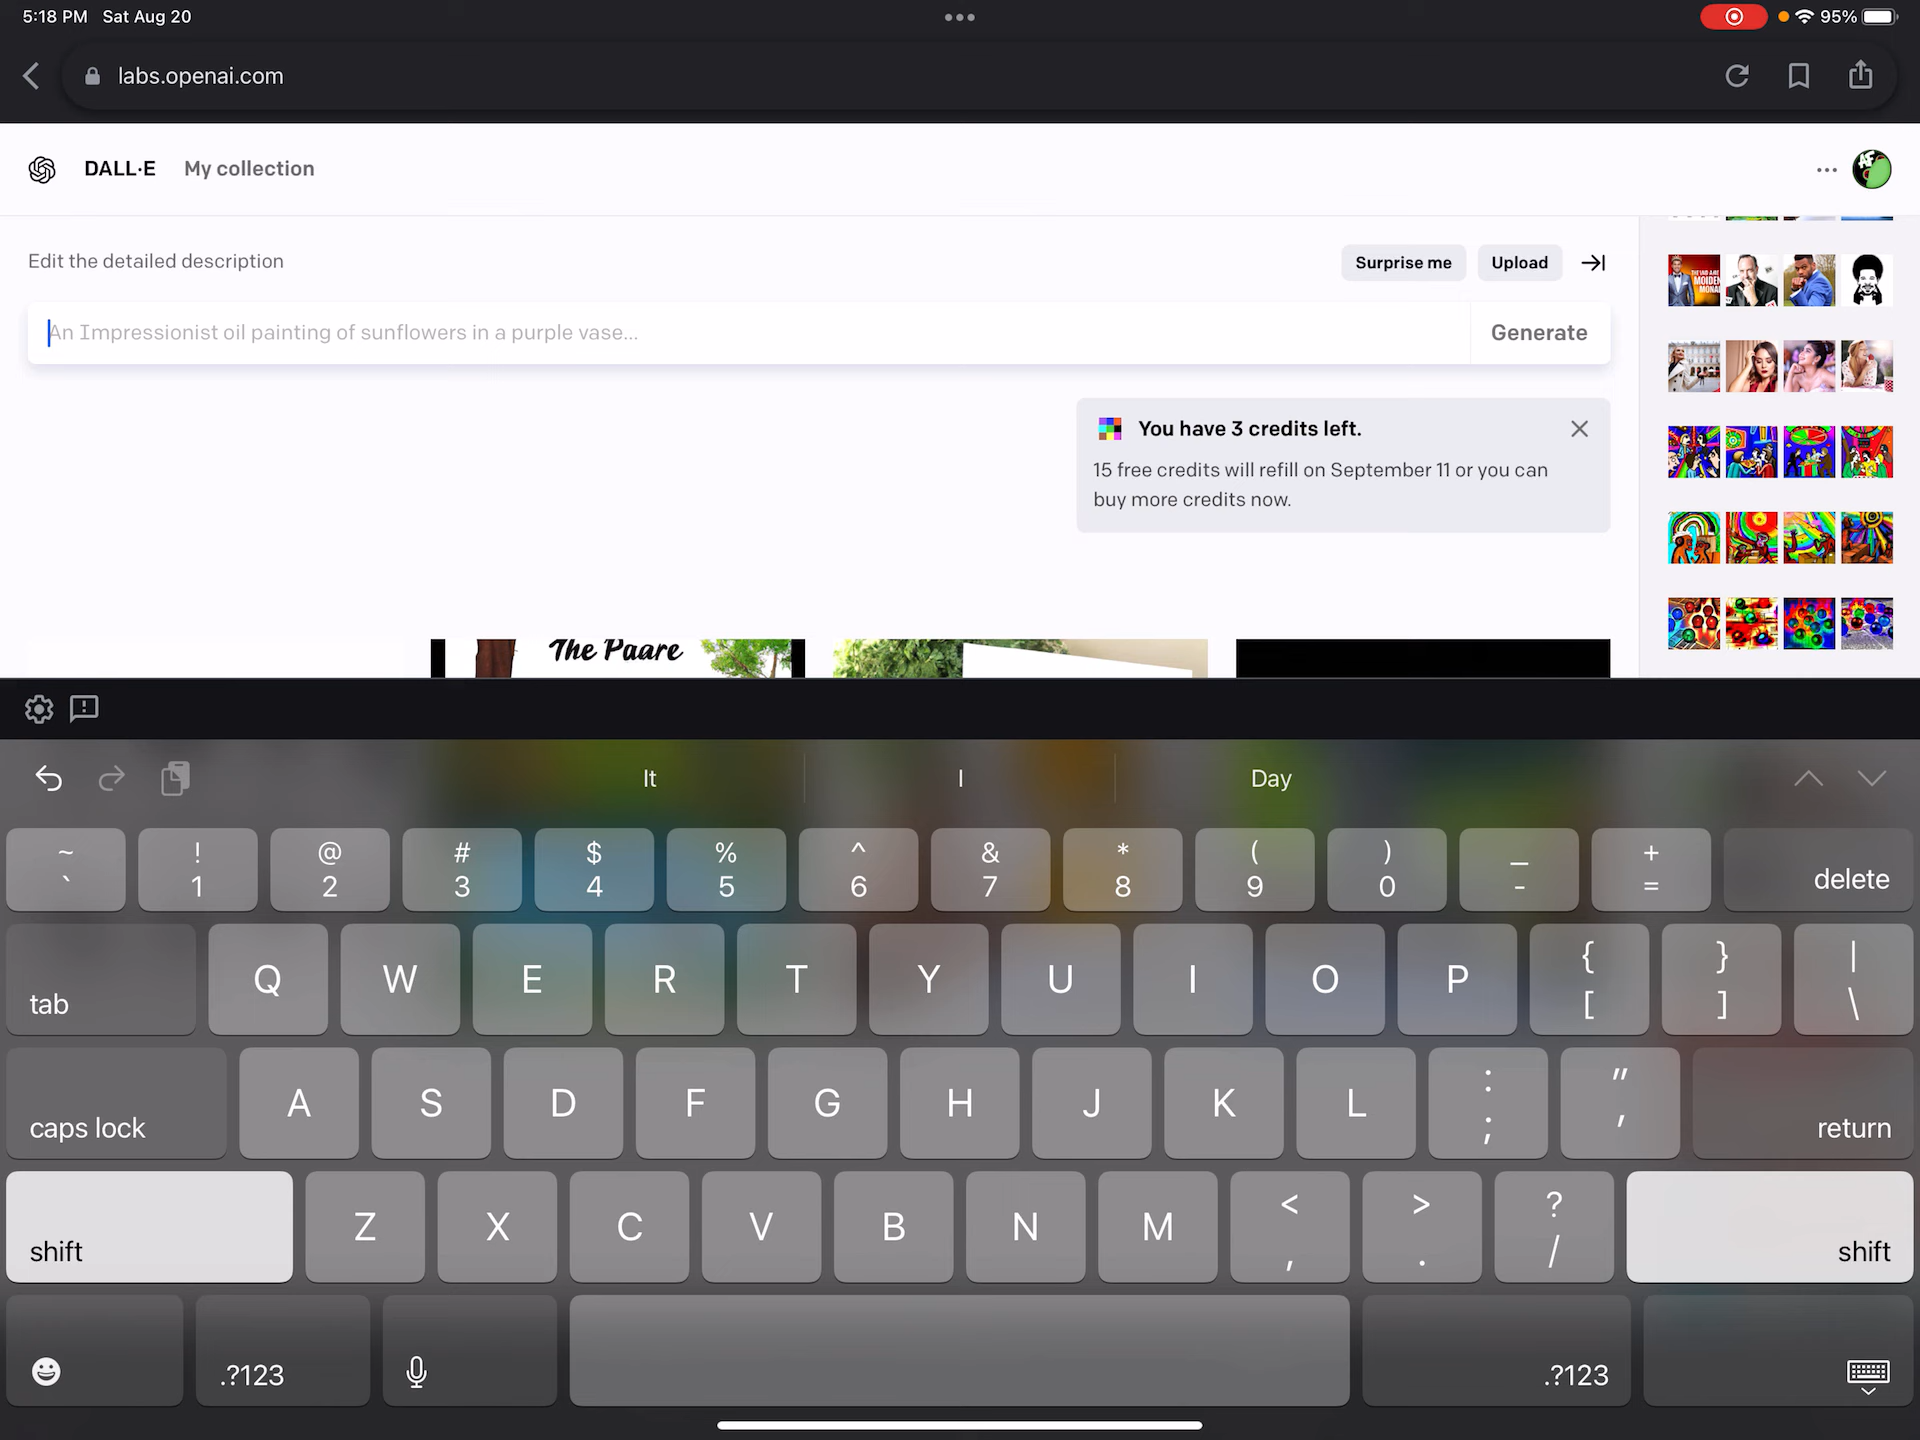 5:18 PM Sat Aug 20
95%
labs.openai.com
DALL·E My collection
Edit the detailed description
Surprise me
Upload
An Impressionist oil painting of sunflowers in a purple vase...
Generate
You have 3 credits left.
15 free credits will refill on September 11 or you can
buy more credits now.
The Paare
It
I
Day
~ ! @ # $ % ^ & * ( ) _ +
` 1 2 3 4 5 6 7 8 9 0 - = delete
tab Q W E R T Y U I O P { [ } ] | \
caps lock A S D F G H J K L : ; " ' return
shift Z X C V B N M < , > . ? / shift
.?123 .?123